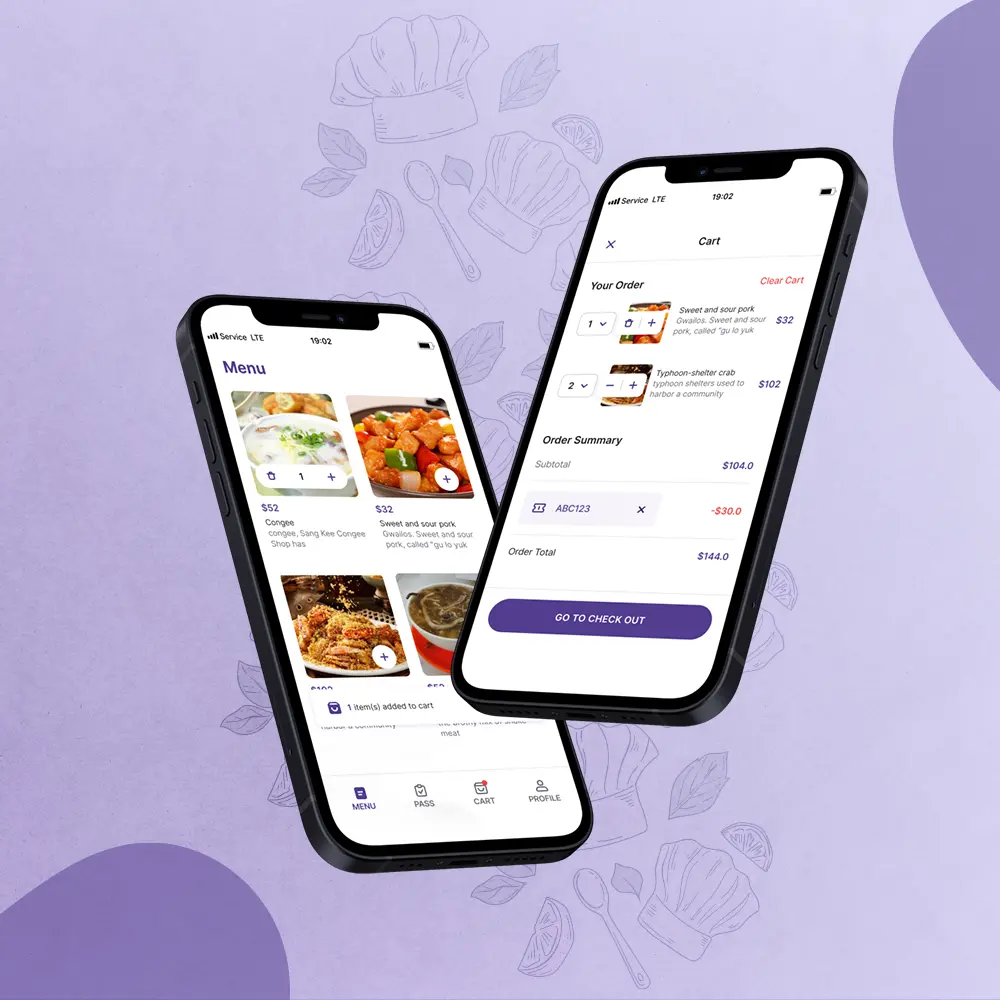 Service LTE
19:02
Menu
1
$52
Congee
congee, Sang Kee Congee
Shop has
$32
Sweet and sour pork
Gwailos. Sweet and sour
pork, called "gu lo yuk
$102
$52
1 item(s) added to cart
harbor a community
the brothy flax of snake
meat
MENU
PASS
CART
PROFILE
Service LTE
19:02
Cart
Your Order
Clear Cart
1
Sweet and sour pork
Gwailos. Sweet and sour
pork, called "gu lo yuk
$32
2
Typhoon-shelter crab
typhoon shelters used to
harbor a community
$102
Order Summary
Subtotal
$104.0
ABC123
-$30.0
Order Total
$144.0
GO TO CHECK OUT